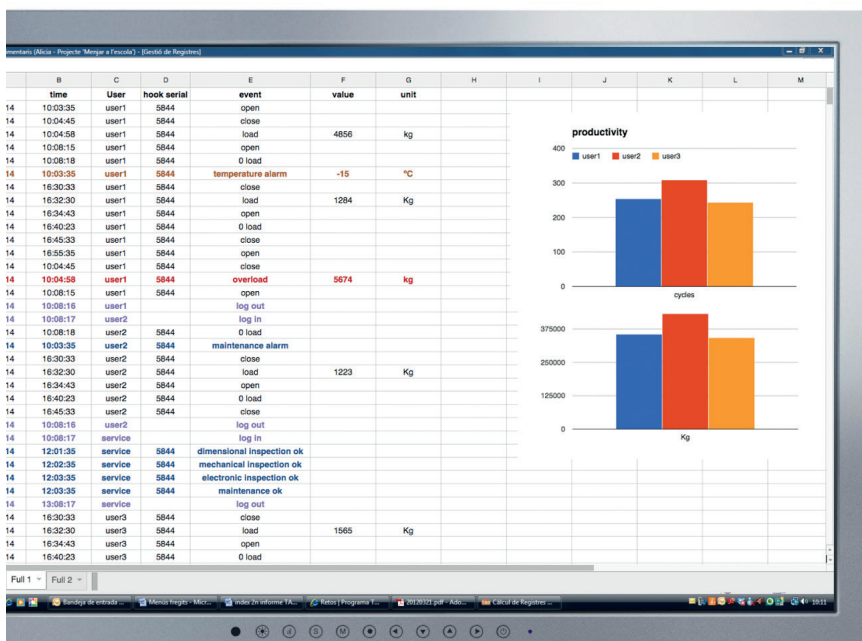 mentaris (Alícia - Projecte 'Menjar a l'escola') - [Gestió de Registres]
B C D E F G H I J K L M
time User hook serial event value unit
14 10:03:35 user1 5844 open
14 10:04:45 user1 5844 close
14 10:04:58 user1 5844 load 4856 kg
14 10:08:15 user1 5844 open
14 10:08:18 user1 5844 0 load
14 10:03:35 user1 5844 temperature alarm -15 °C
14 16:30:33 user1 5844 close
14 16:32:30 user1 5844 load 1284 Kg
14 16:34:43 user1 5844 open
14 16:40:23 user1 5844 0 load
14 16:45:33 user1 5844 close
14 16:55:35 user1 5844 open
14 10:04:45 user1 5844 close
14 10:04:58 user1 5844 overload 5674 kg
14 10:08:15 user1 5844 open
14 10:08:16 user1 log out
14 10:08:17 user2 log in
14 10:08:18 user2 5844 0 load
14 10:03:35 user2 5844 maintenance alarm
14 16:30:33 user2 5844 close
14 16:32:30 user2 5844 load 1223 Kg
14 16:34:43 user2 5844 open
14 16:40:23 user2 5844 0 load
14 16:45:33 user2 5844 close
14 10:08:16 user2 log out
14 10:08:17 service log in
14 12:01:35 service 5844 dimensional inspection ok
14 12:02:35 service 5844 mechanical inspection ok
14 12:03:35 service 5844 electronic inspection ok
14 12:03:35 service 5844 maintenance ok
14 13:08:17 service log out
14 16:30:33 user3 5844 close
14 16:32:30 user3 5844 load 1565 Kg
14 16:34:43 user3 5844 open
14 16:40:23 user3 5844 0 load
productivity
400
user1 user2 user3
300
200
100
0
cycles
375000
250000
125000
0
Kg
Full 1 Full 2
Bandeja de entrada ... Menús fregits - Micr... index 2n informe TA... Retos | Programa T... 20120321.pdf - Ado... Càlcul de Registres ... 10:11
S M